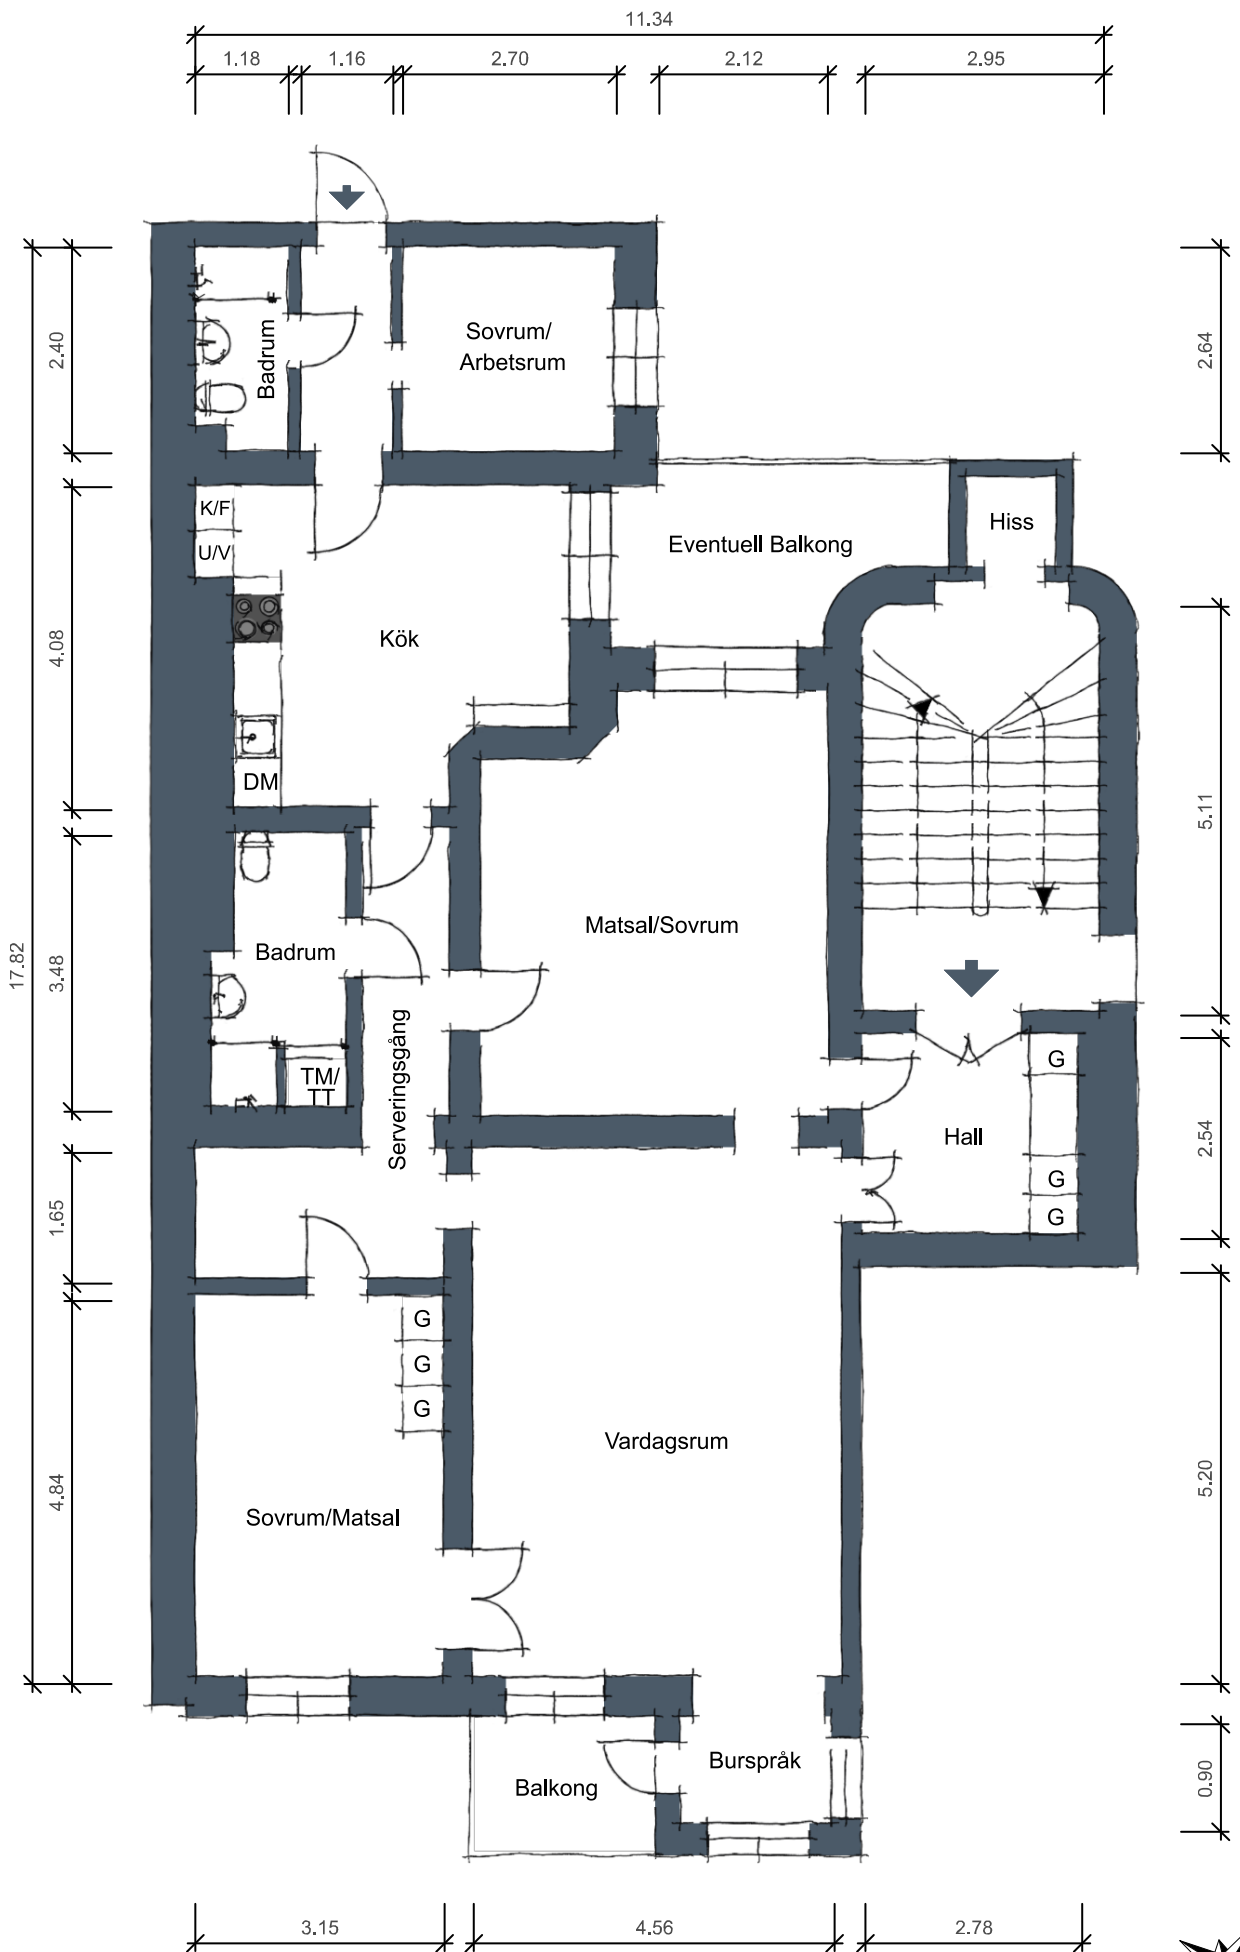 11.34
1.18
1.16
2.70
2.12
2.95
17.82
2.40
4.08
3.48
1.65
4.84
2.64
5.11
2.54
5.20
0.90
Badrum
Sovrum/
Arbetsrum
K/F
U/V
Kök
Eventuell Balkong
Hiss
DM
Badrum
TM/
TT
Serveringsgång
Matsal/Sovrum
Hall
G
G
G
G
G
G
Sovrum/Matsal
Vardagsrum
Balkong
Burspråk
3.15
4.56
2.78